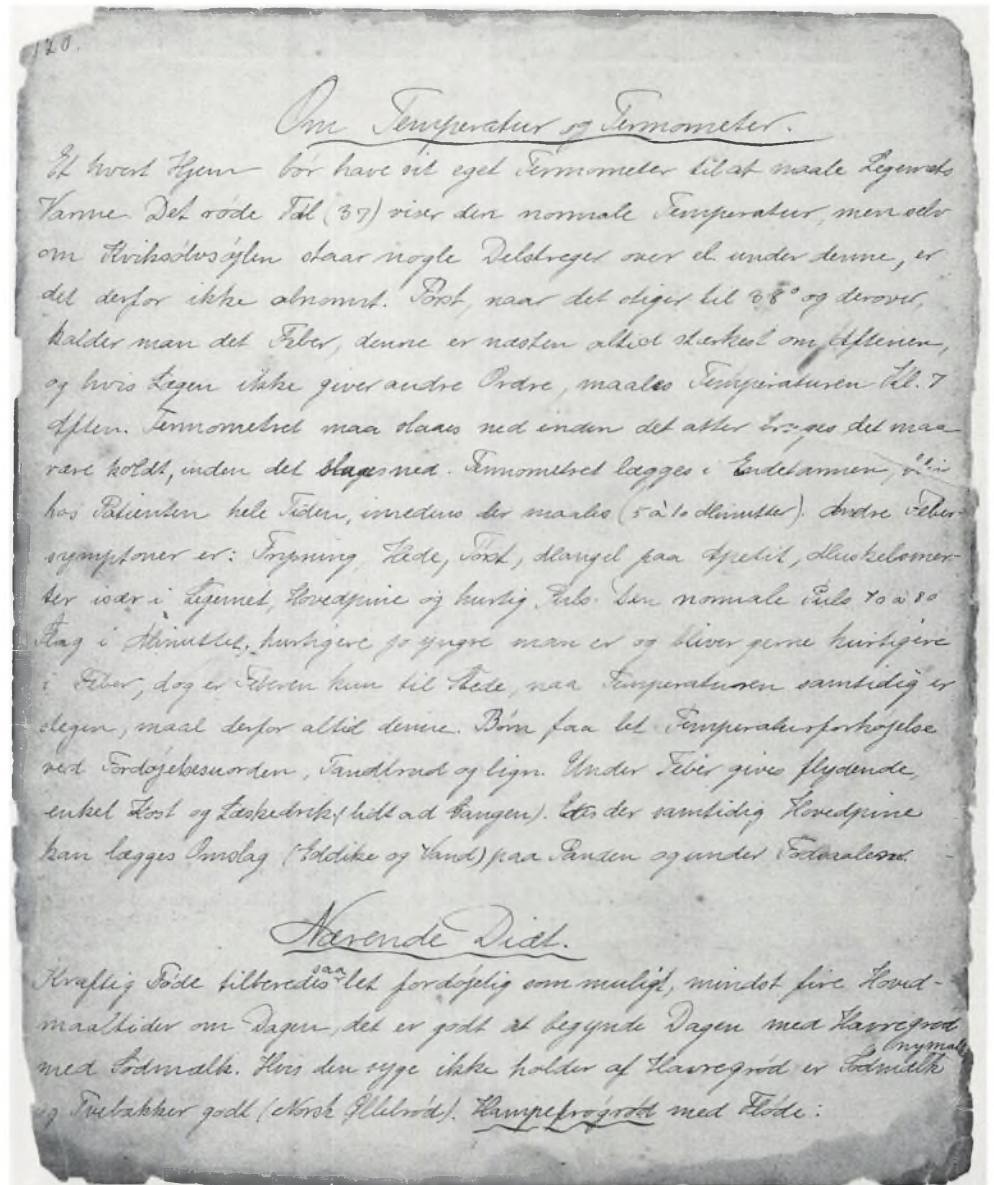 120.
Om Temperatur og Termometer.
Et hvert Hjem bør have sit eget Termometer til at maale Legemets
Varme. Det røde Tal (37) viser den normale Temperatur, men selv
om Kviksølvsøjlen staar nogle Delstreger over el. under denne, er
det derfor ikke abnormt. Først, naar det stiger til 38° og derover,
kalder man det Feber, denne er næsten altid stærkest om Aftenen,
og hvis Lægen ikke giver andre Ordre, maales Temperaturen Kl. 7
Aften. Termometret maa slaaes ned inden det atter bruges det maa
være koldt, inden det slaaes ned. Termometret lægges i Endetarmen,
hos Patienten hele Tiden, imedens der maales (5 à 10 Minutter). Andre Feber-
symptoner er: Frysning, Hede, Tørst, Mangel paa Apetit, Muskelsmer-
ter især i Legemet, Hovedpine og hurtig Puls. Den normale Puls 70 à 80
Slag i Minuttet, hurtigere jo yngre man er og bliver gerne hurtigere
i Feber, dog er Feberen kun til Stede, naa Temperaturen samtidig er
stegen, maal derfor altid denne. Børn faa let Temperaturforhøjelse
ved Fordøjelsesuorden, Tandbrud og lign. Under Feber gives flydende,
enkel Kost og Læskedrik (lidt ad Gangen). Er der samtidig Hovedpine
kan lægges Omslag (Eddike og Vand) paa Panden og under Fodsaalerne.
Nærende Diæt.
Kraftig Føde tilberedes saa let fordøjelig som muligt, mindst fire Hoved-
maaltider om Dagen, det er godt at begynde Dagen med Havregrød
med Sødmælk. Hvis den syge ikke holder af Havregrød er nymalk Sødmælk
og Tvebakker godt (Norsk Øllebrød). Hampefrøgrød med Fløde: